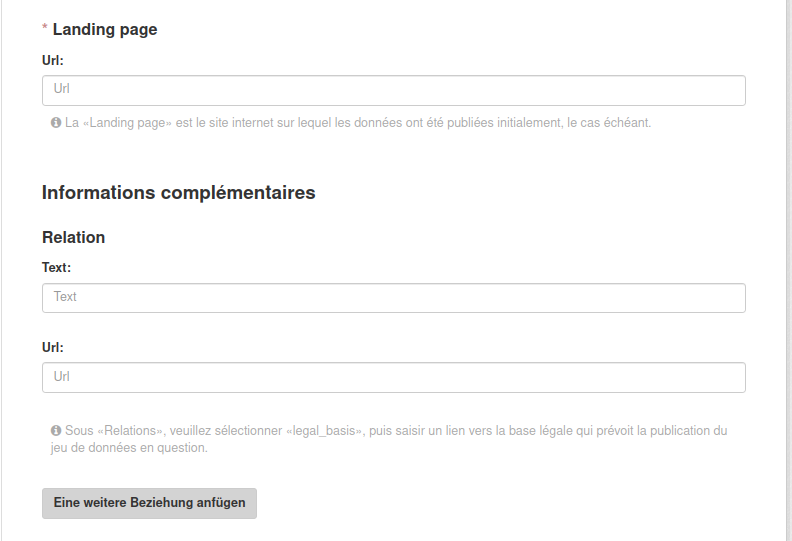 * Landing page
Url:
Url
La «Landing page» est le site internet sur lequel les données ont été publiées initialement, le cas échéant.
Informations complémentaires
Relation
Text:
Text
Url:
Url
Sous «Relations», veuillez sélectionner «legal_basis», puis saisir un lien vers la base légale qui prévoit la publication du
jeu de données en question.
Eine weitere Beziehung anfügen